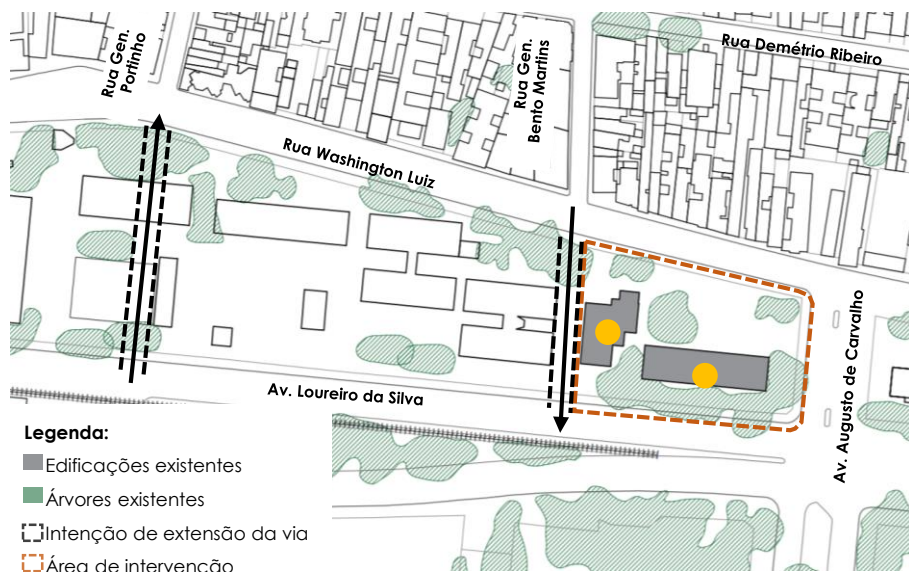 Rua Gen.
Portinho
Rua Gen.
Bento Martins
Rua Demétrio Ribeiro
Rua Washington Luiz
Av. Loureiro da Silva
Av. Augusto de Carvalho
Legenda:
Edificações existentes
Árvores existentes
Intenção de extensão da via
Área de intervenção